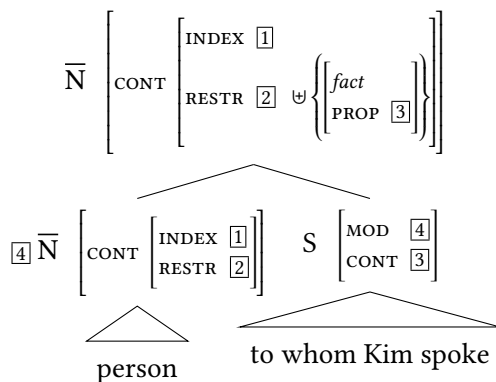 INDEX 1
N̅ CONT RESTR 2 ⊎ { fact
PROP 3 }
4 N̅ CONT INDEX 1
RESTR 2
S MOD 4
CONT 3
person
to whom Kim spoke